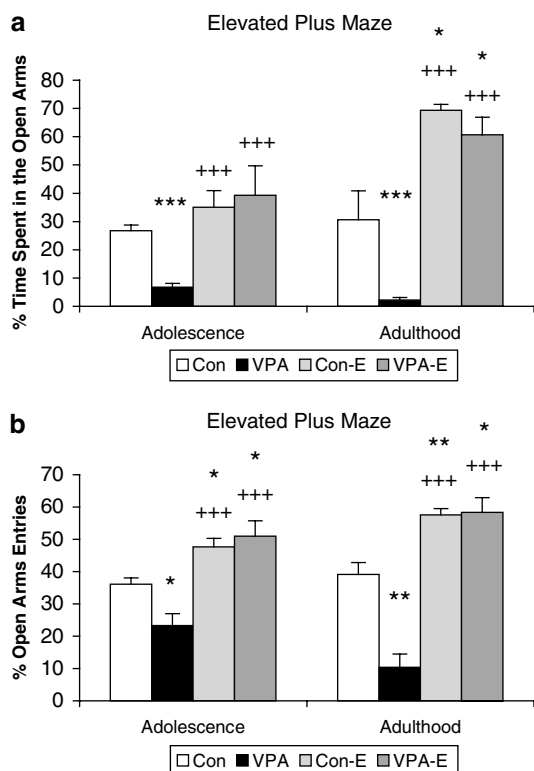 a
Elevated Plus Maze
% Time Spent in the Open Arms
80
70
60
50
40
30
20
10
0
***
+++
+++
***
*
+++
*
+++
Adolescence
Adulthood
Con VPA Con-E VPA-E
b
Elevated Plus Maze
% Open Arms Entries
70
60
50
40
30
20
10
0
*
*
+++
*
+++
**
**
+++
*
+++
Adolescence
Adulthood
Con VPA Con-E VPA-E